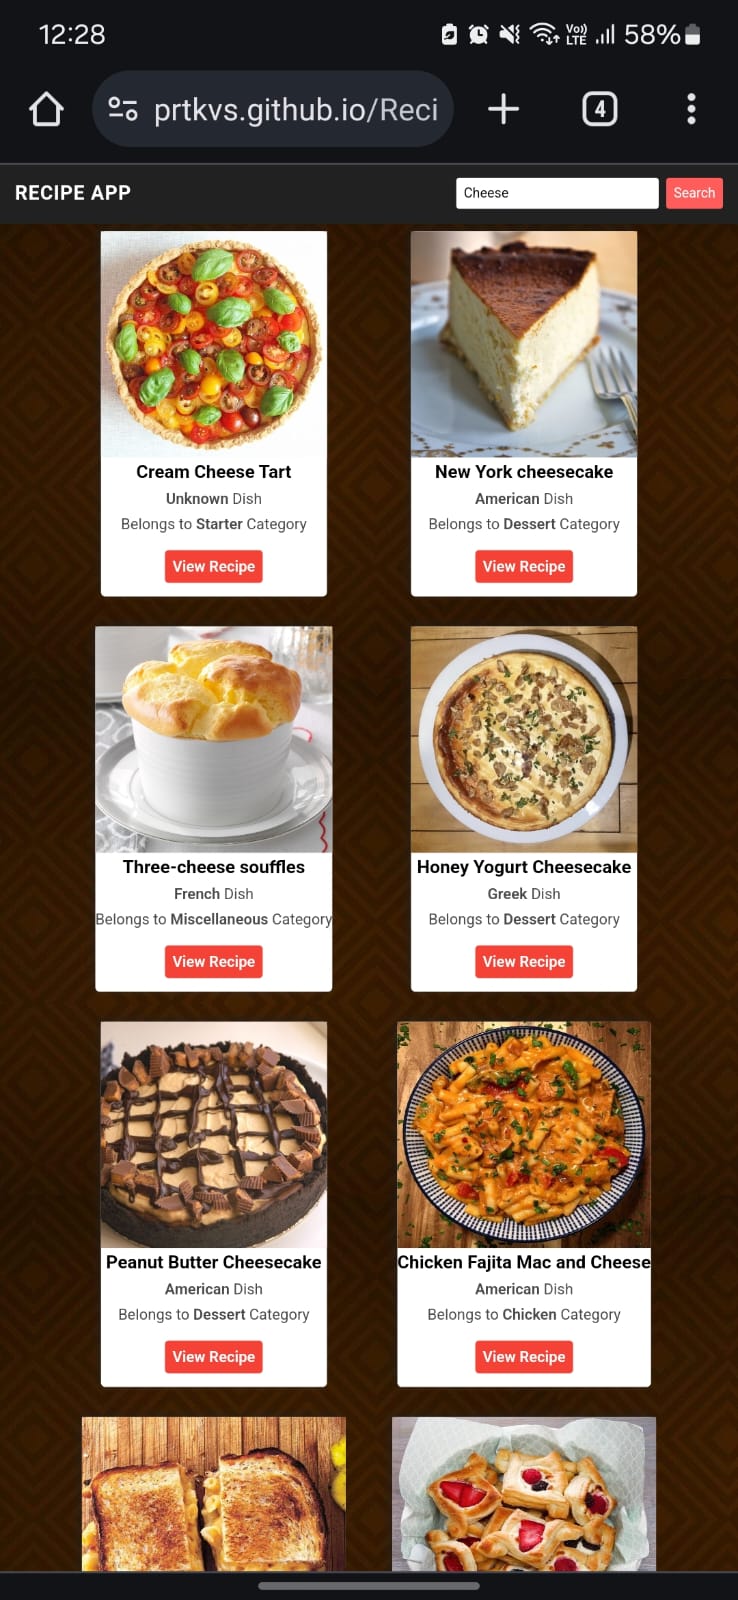 12:28
Vo))
LTE
58%
prtkvs.github.io/Reci
4
RECIPE APP
Cheese
Search
Cream Cheese Tart
Unknown Dish
Belongs to Starter Category
View Recipe
New York cheesecake
American Dish
Belongs to Dessert Category
View Recipe
Three-cheese souffles
French Dish
Belongs to Miscellaneous Category
View Recipe
Honey Yogurt Cheesecake
Greek Dish
Belongs to Dessert Category
View Recipe
Peanut Butter Cheesecake
American Dish
Belongs to Dessert Category
View Recipe
Chicken Fajita Mac and Cheese
American Dish
Belongs to Chicken Category
View Recipe